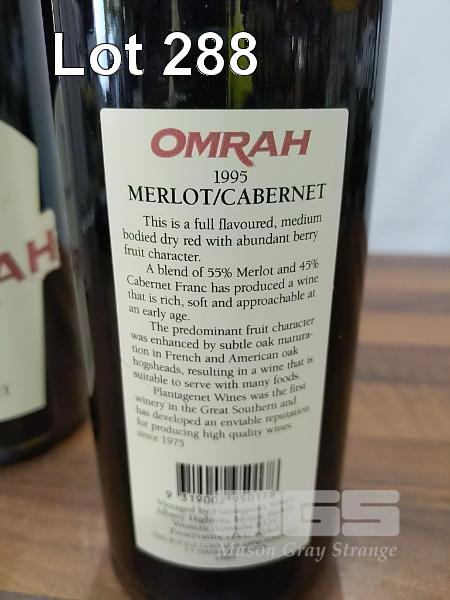 Lot 288
OMRAH
1995
MERLOT/CABERNET
This is a full flavoured, medium
bodied dry red with abundant berry
fruit character.
A blend of 55% Merlot and 45%
Cabernet Franc has produced a wine
that is rich, soft and approachable at
an early age.
The predominant fruit character
was enhanced by subtle oak matura-
tion in French and American oak
hogsheads, resulting in a wine that is
suitable to serve with many foods.
Plantagenet Wines was the first
winery in the Great Southern and
has developed an enviable reputation
for producing high quality wines
since 1975
AH
3
Mason Gray Strange